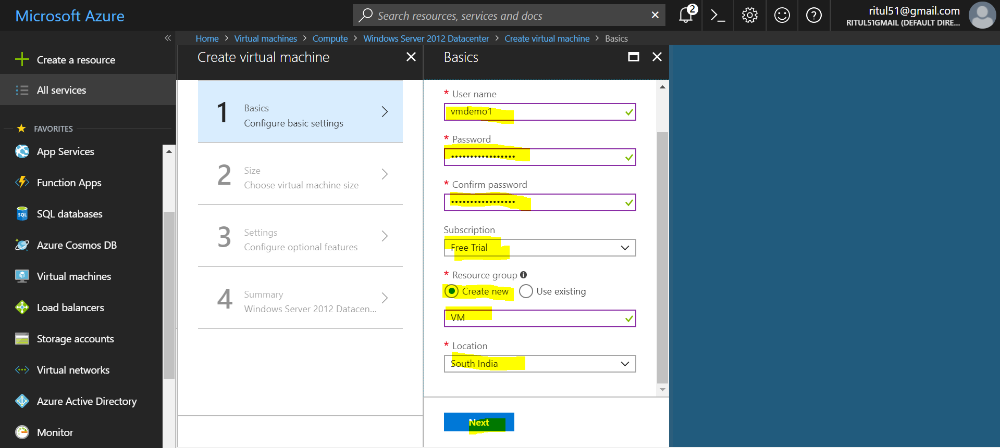 Microsoft Azure
Search resources, services and docs
2
ritul51@gmail.com
RITUL51GMAIL (DEFAULT DIRE...
Home > Virtual machines > Compute > Windows Server 2012 Datacenter > Create virtual machine > Basics
Create a resource
All services
FAVORITES
App Services
Function Apps
SQL
SQL databases
Azure Cosmos DB
Virtual machines
Load balancers
Storage accounts
Virtual networks
Azure Active Directory
Monitor
Create virtual machine
1
Basics
Configure basic settings
2
Size
Choose virtual machine size
3
Settings
Configure optional features
4
Summary
Windows Server 2012 Datacen...
Basics
* User name
vmdemo1
* Password
•••••••••••••••••
* Confirm password
•••••••••••••••••
Subscription
Free Trial
* Resource group
Create new Use existing
VM
* Location
South India
Next